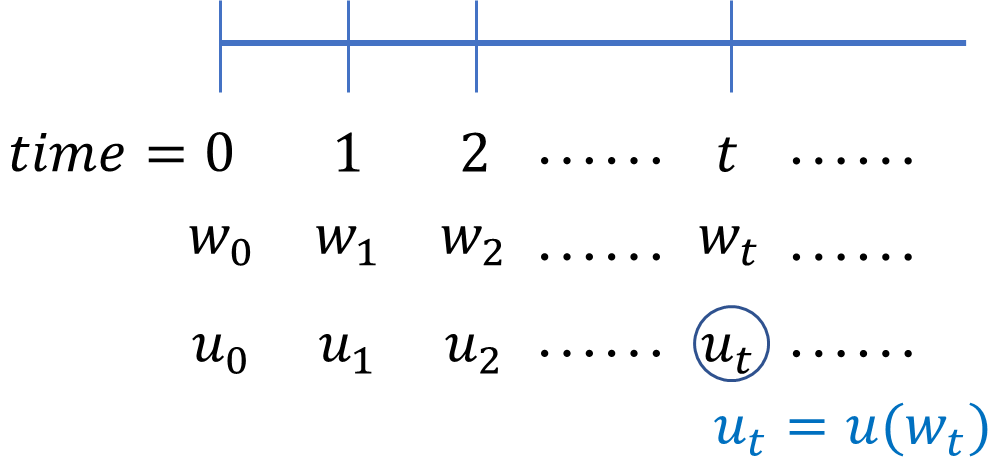 time = 0 1 2 …… t ……
w₀ w₁ w₂ …… wₜ ……
u₀ u₁ u₂ …… uₜ ……
uₜ = u(wₜ)